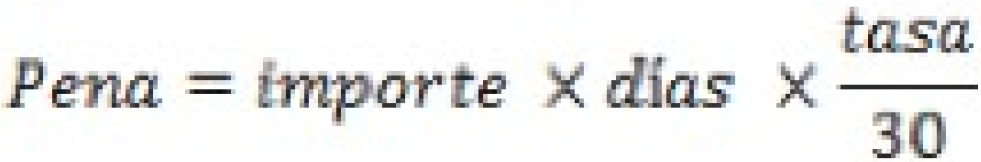 Pena = importe × días × tasa/30